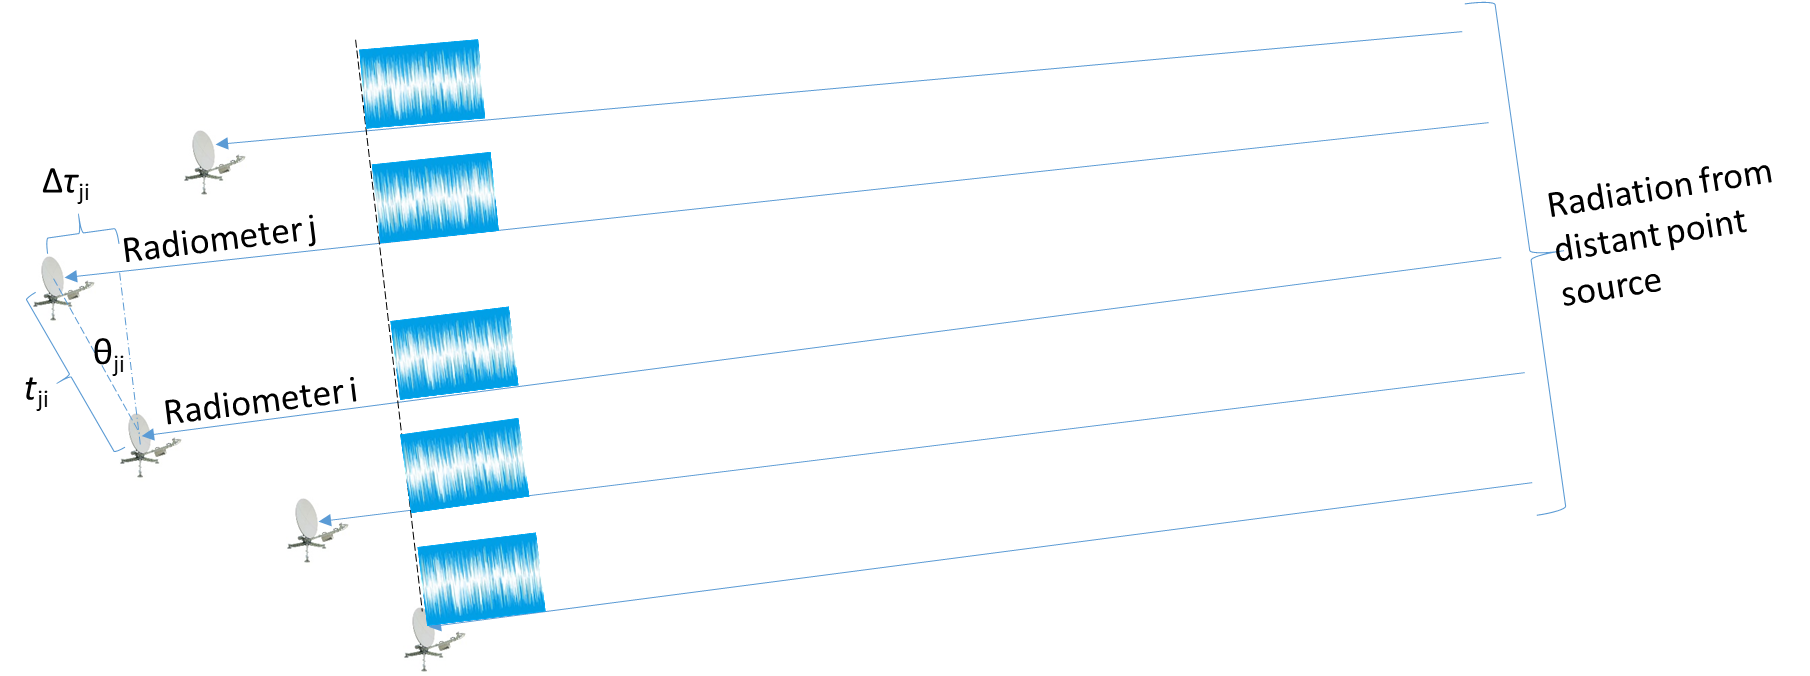 Δτji
Radiometer j
θji
tji
Radiometer i
Radiation from
distant point
source